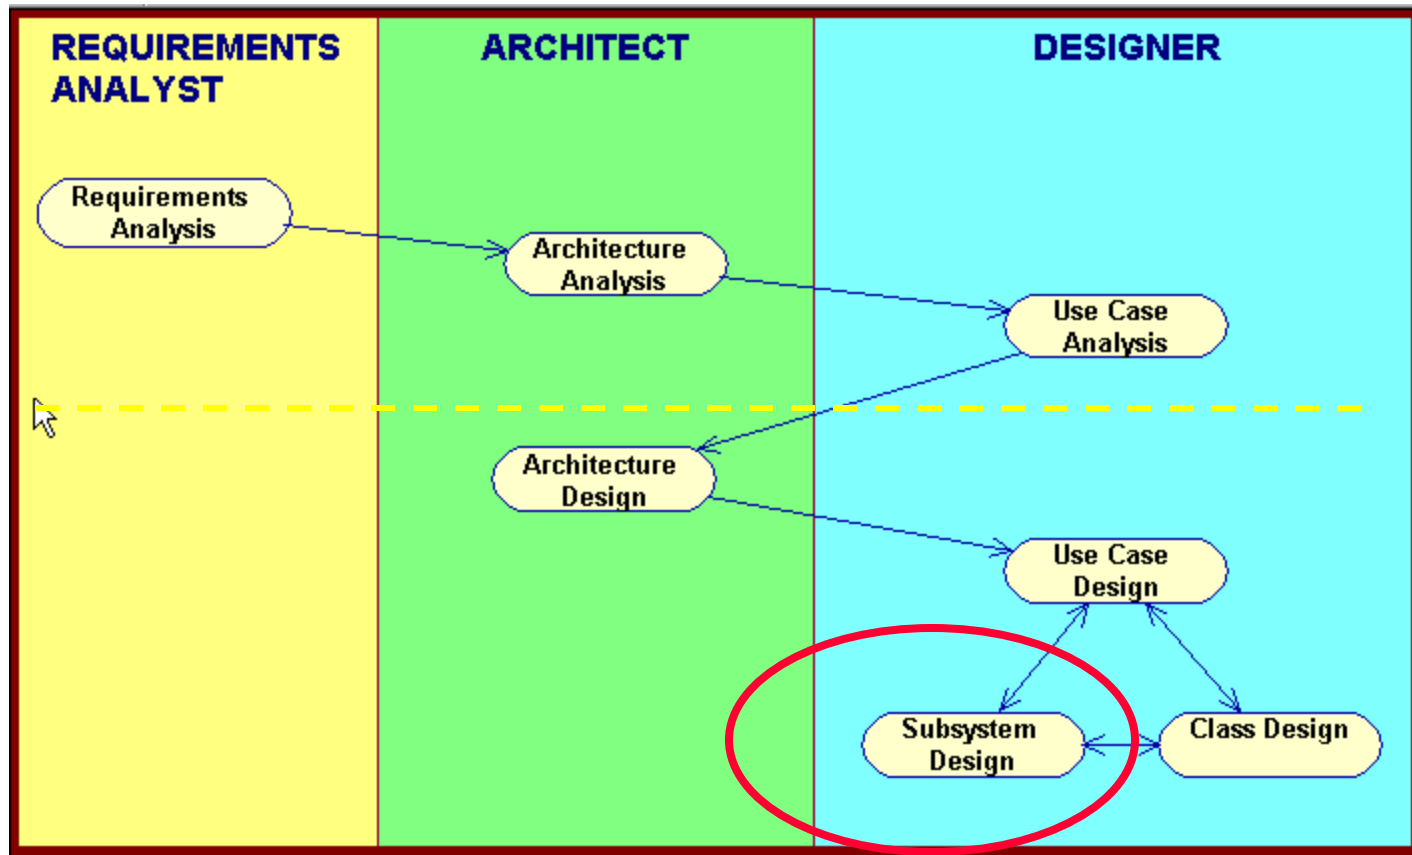 REQUIREMENTS
ANALYST
ARCHITECT
DESIGNER
Requirements
Analysis
Architecture
Analysis
Use Case
Analysis
Architecture
Design
Use Case
Design
Subsystem
Design
Class Design